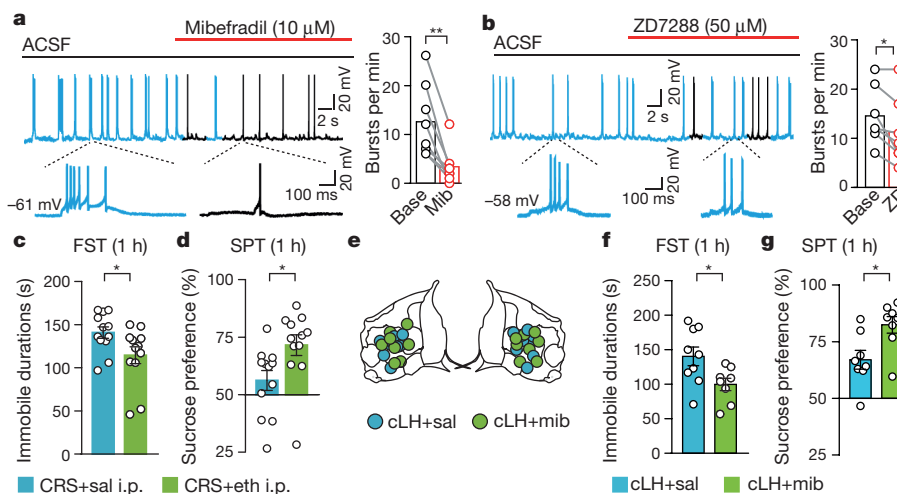 a
Mibefradil (10 µM)
ACSF
20 mV
2 s
–61 mV
20 mV
100 ms
Bursts per min
30
20
10
0
**
Base
Mib
b
ZD7288 (50 µM)
ACSF
20 mV
2 s
–58 mV
20 mV
100 ms
20 mV
Bursts per min
30
20
10
0
*
Base
c
FST (1 h)
Immobile durations (s)
200
150
100
50
0
*
d
SPT (1 h)
Sucrose preference (%)
100
75
50
25
*
CRS+sal i.p.
CRS+eth i.p.
e
cLH+sal
cLH+mib
f
FST (1 h)
Immobile durations (s)
250
200
150
100
50
0
*
g
SPT (1 h)
Sucrose preference (%)
100
75
50
25
*
cLH+sal
cLH+mib